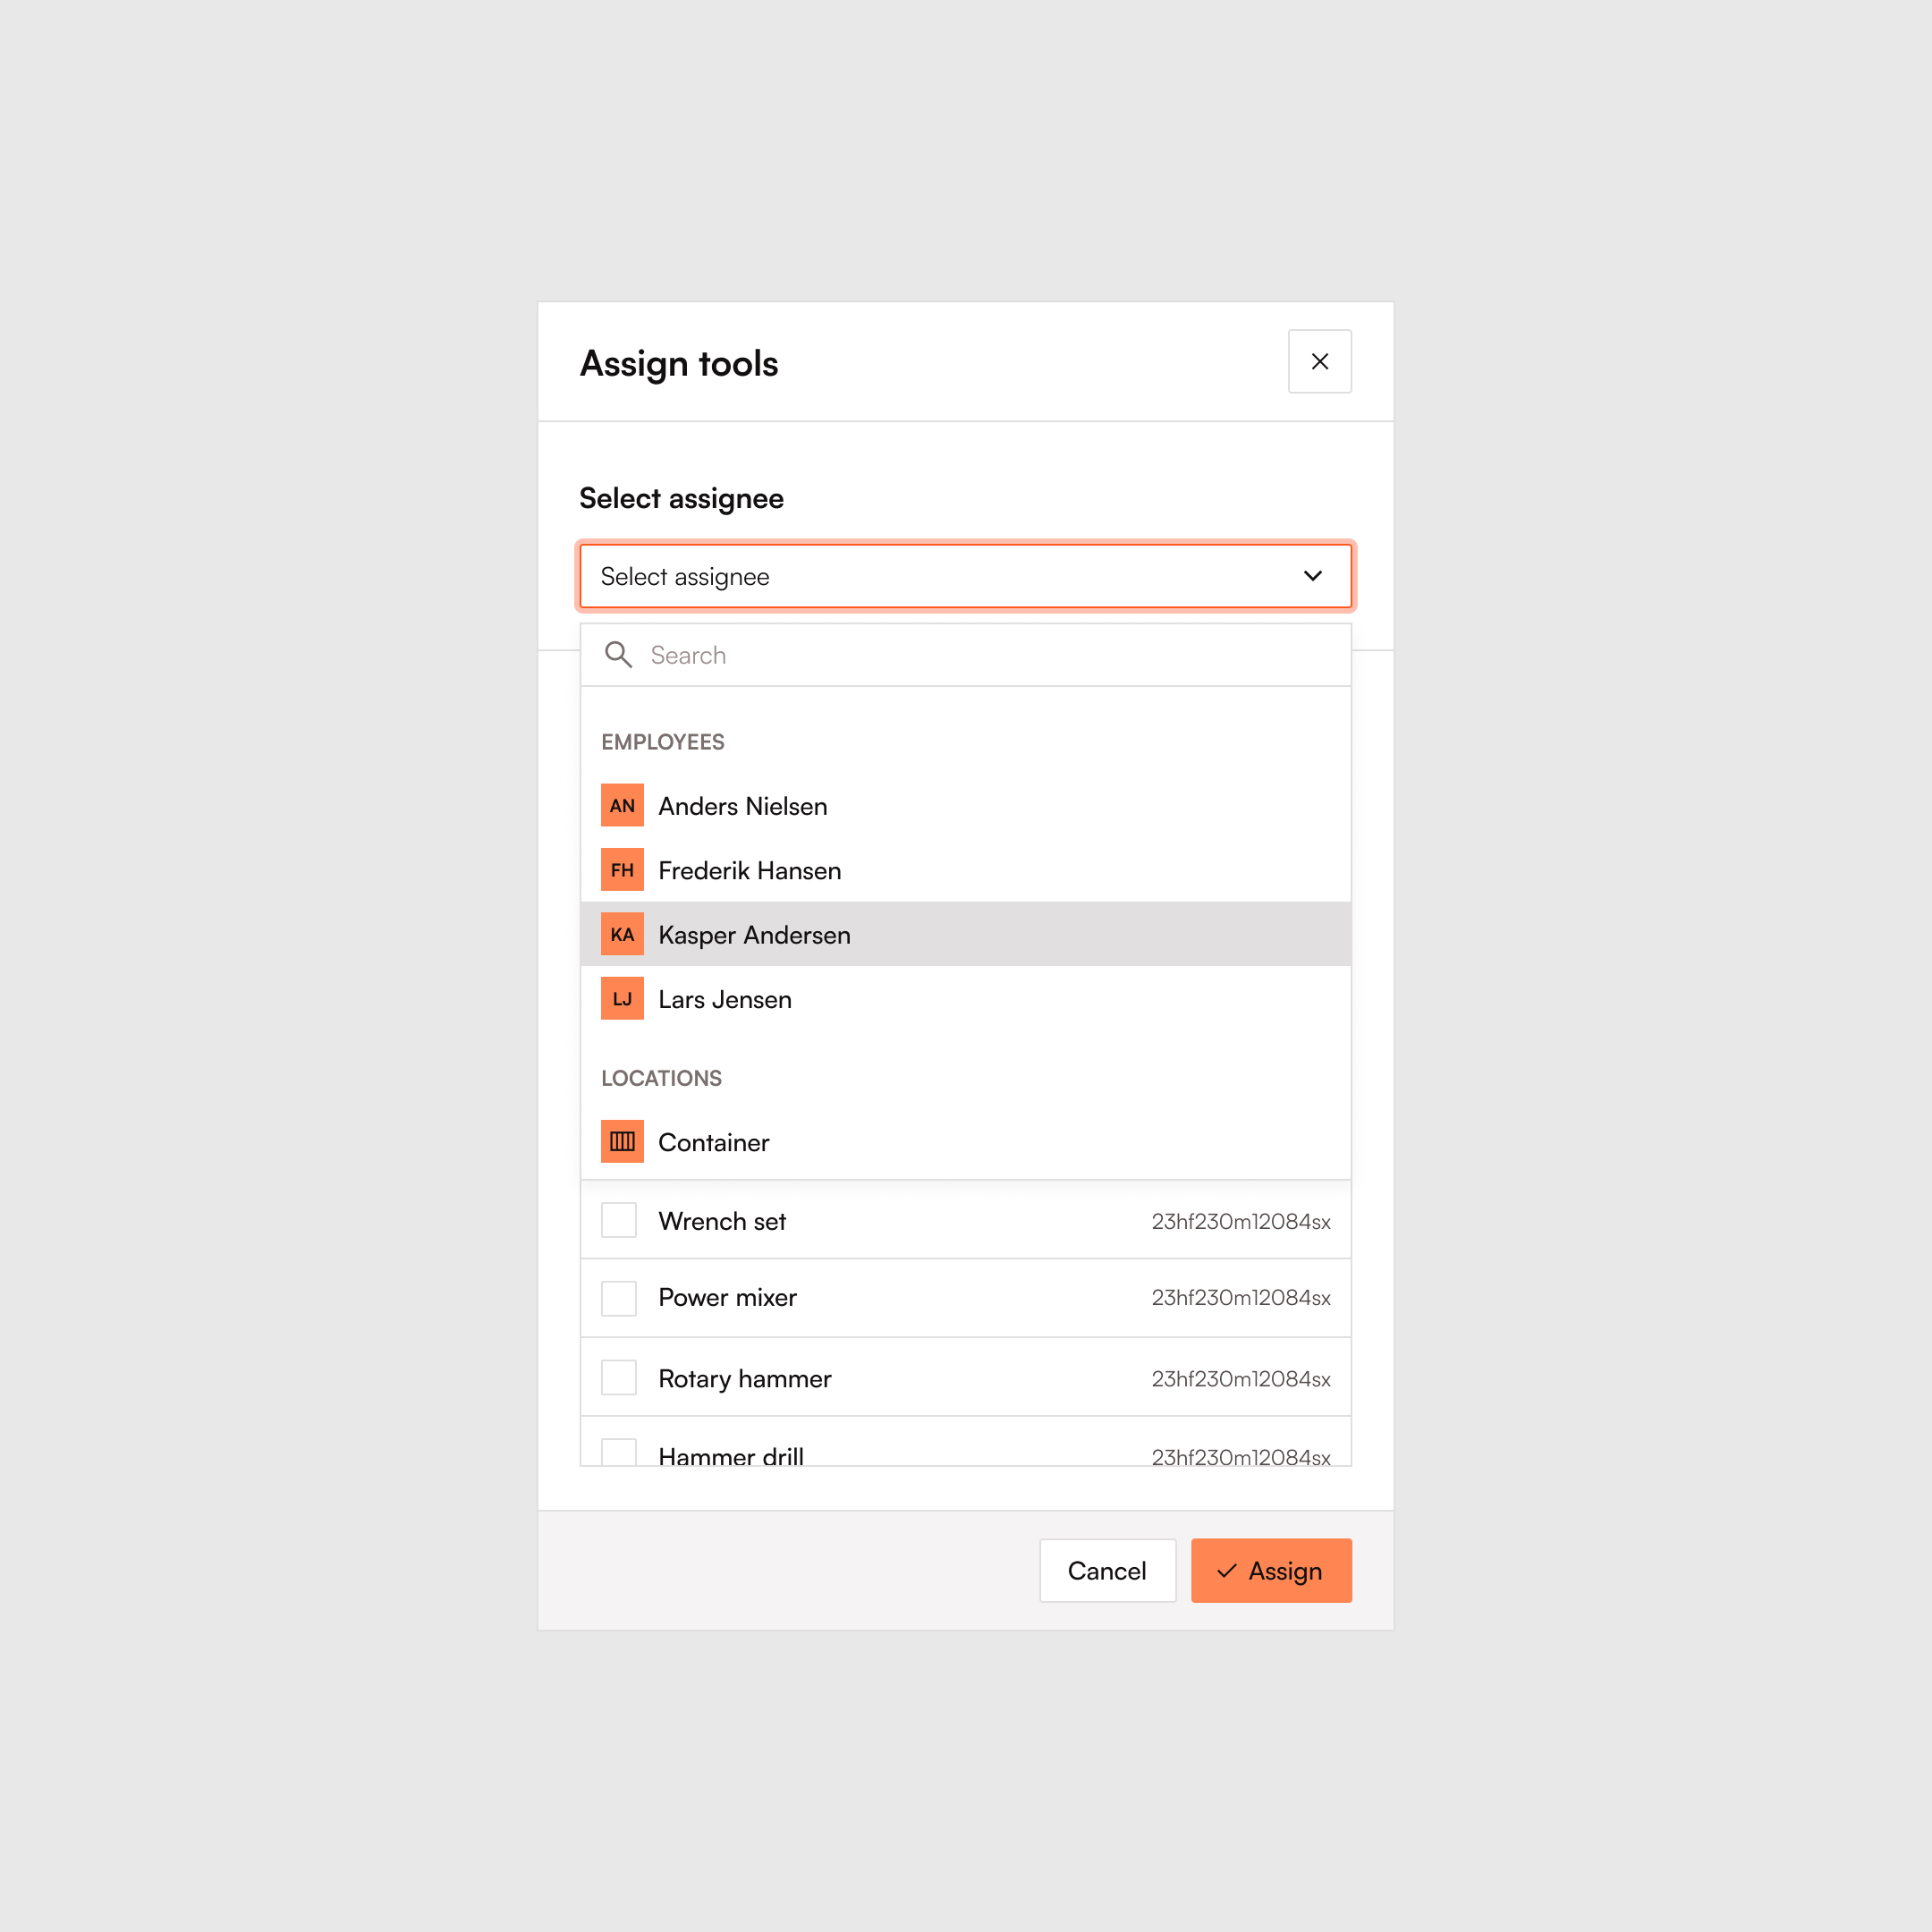 Assign tools
Select assignee
Select assignee
Search
EMPLOYEES
AN Anders Nielsen
FH Frederik Hansen
KA Kasper Andersen
LJ Lars Jensen
LOCATIONS
Container
Wrench set 23hf230m12084sx
Power mixer 23hf230m12084sx
Rotary hammer 23hf230m12084sx
Hammer drill 23hf230m12084sx
Cancel Assign